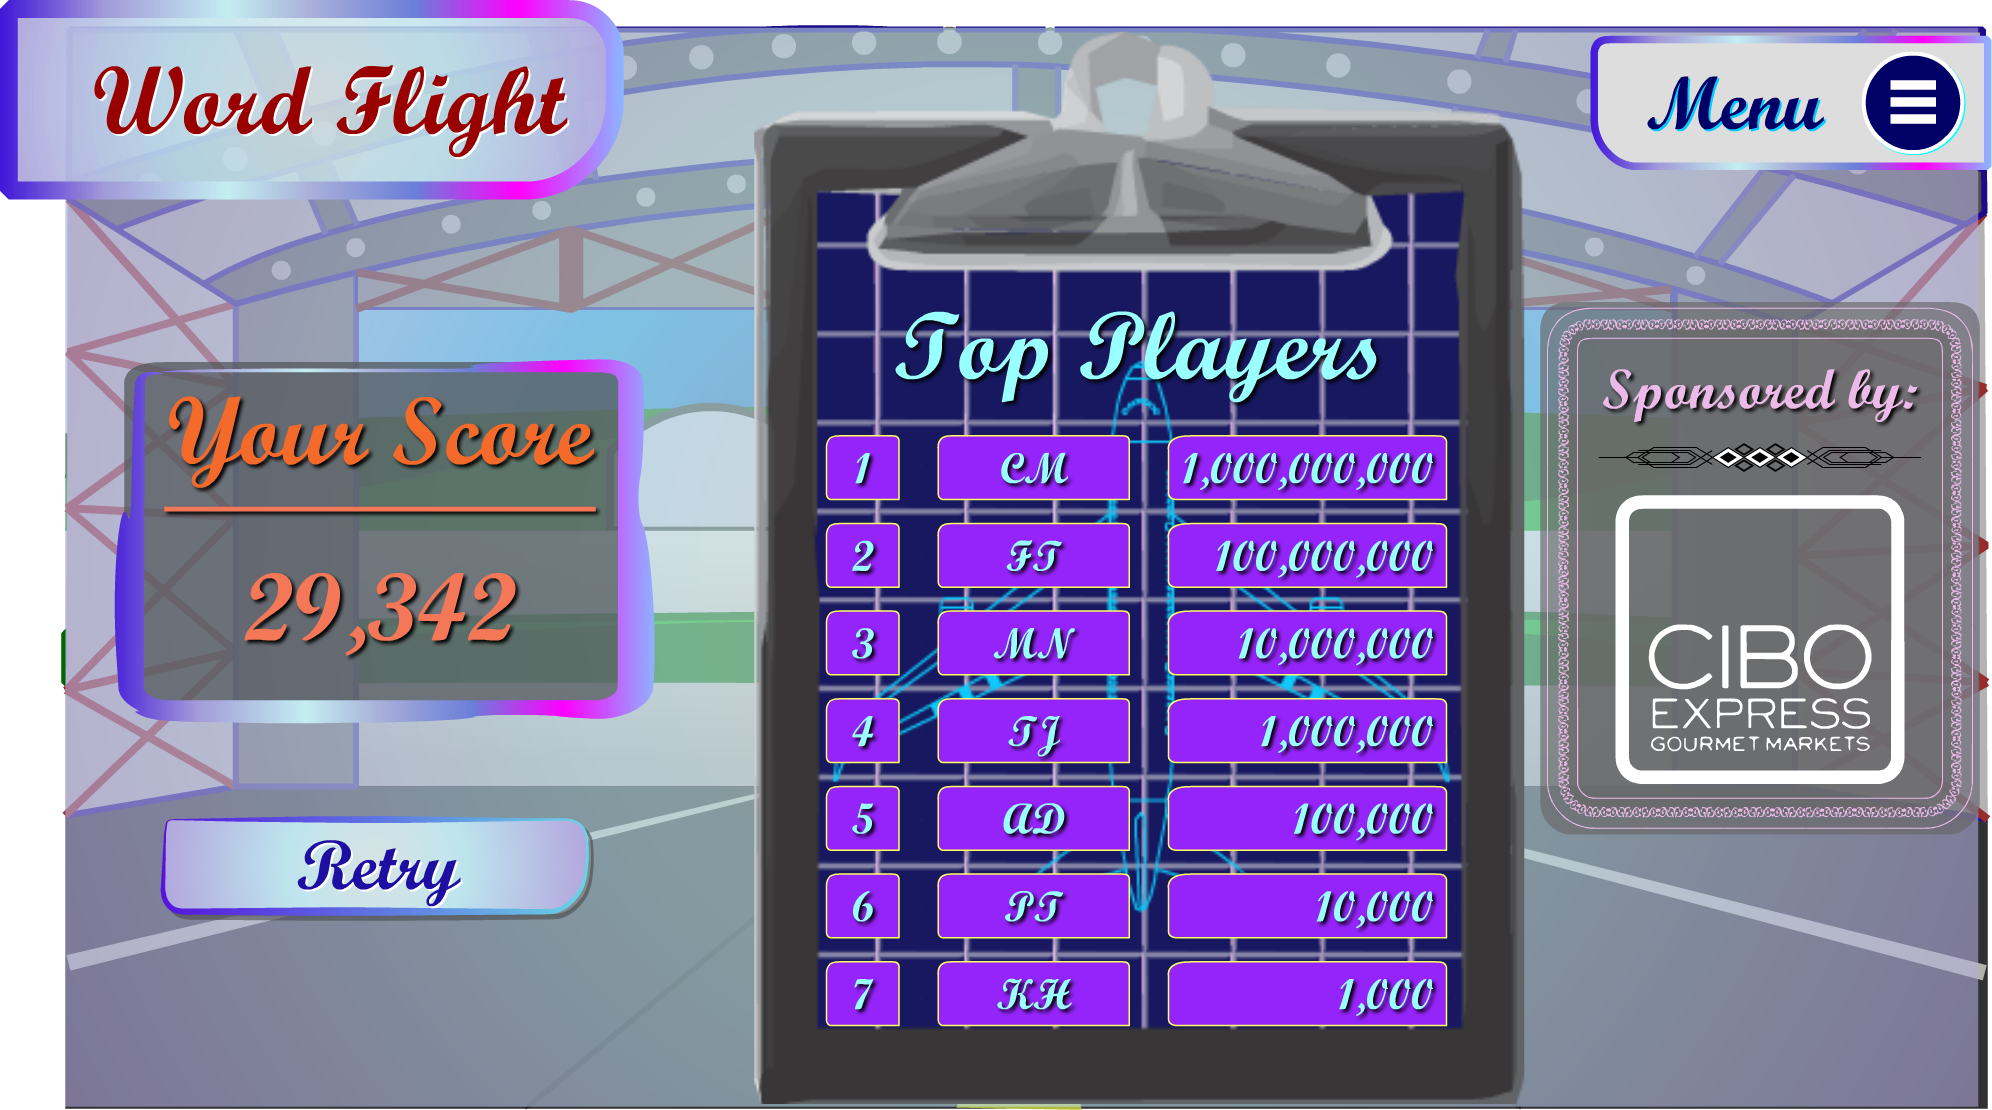 Word Flight
Menu
Your Score
29,342
Retry
Top Players
1 CM 1,000,000,000
2 FT 100,000,000
3 MN 10,000,000
4 TJ 1,000,000
5 AD 100,000
6 PT 10,000
7 KH 1,000
Sponsored by:
CIBO
EXPRESS
GOURMET MARKETS